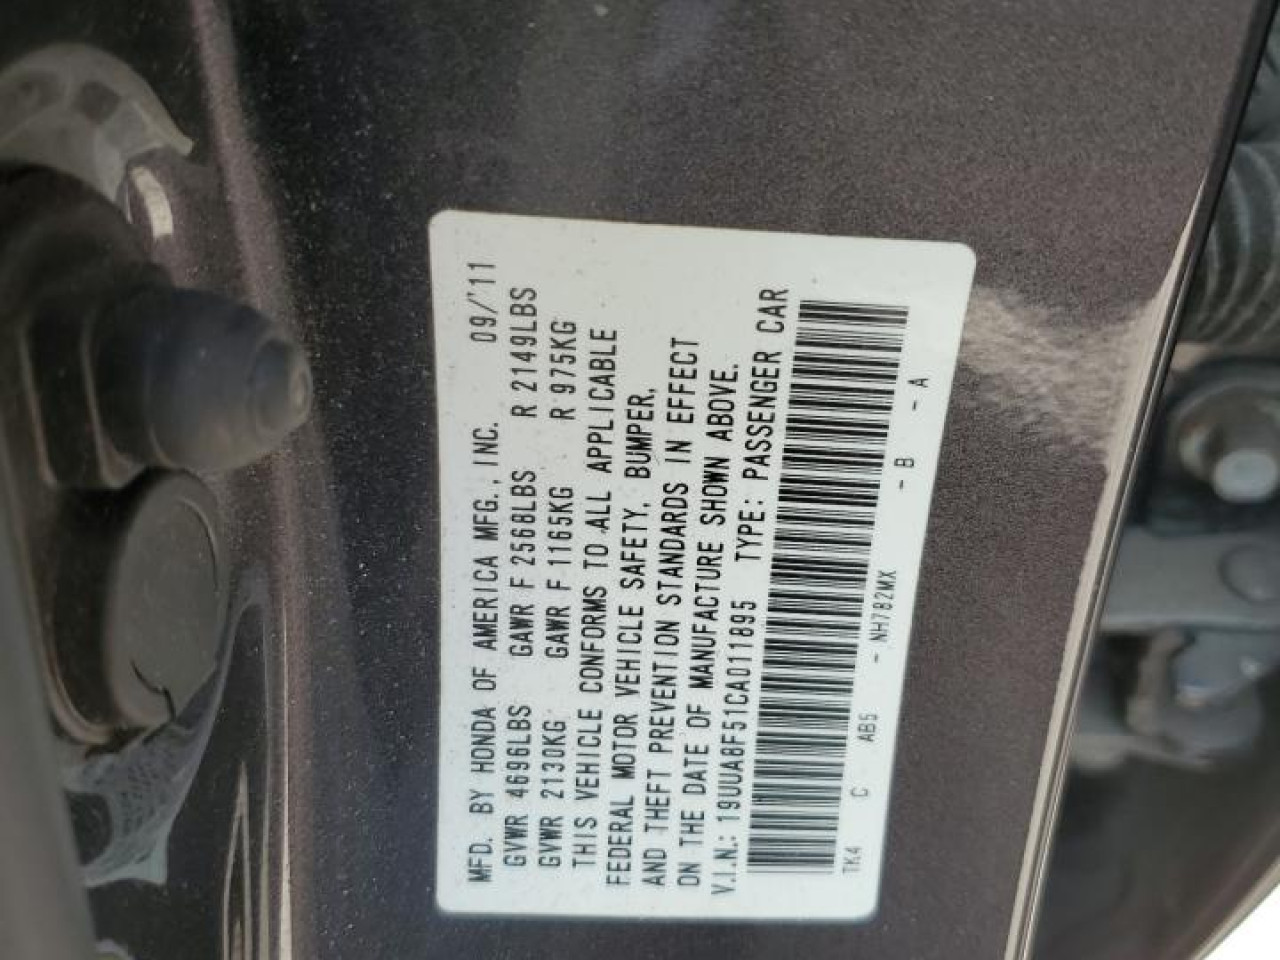 MFD. BY HONDA OF AMERICA MFG., INC. 09/'11
GVWR 4696LBS GAWR F 2568LBS R 2149LBS
GVWR 2130KG GAWR F 1165KG R 975KG
THIS VEHICLE CONFORMS TO ALL APPLICABLE
FEDERAL MOTOR VEHICLE SAFETY, BUMPER,
AND THEFT PREVENTION STANDARDS IN EFFECT
ON THE DATE OF MANUFACTURE SHOWN ABOVE.
V.I.N.: 19UUA8F51CA011895 TYPE: PASSENGER CAR
TK4 C AB5 - NH782MX - B - A